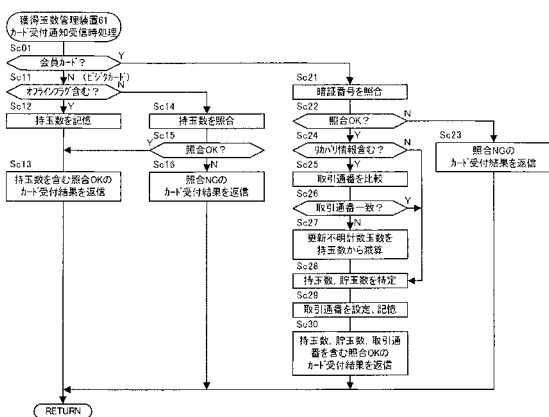 獲得玉数管理装置61
カード受付通知受信時処理
Sc01
会員カード?
Y
N (ビジタカード)
Sc11
オフラインフラグ含む?
N
Y
Sc12
持玉数を記憶
Sc14
持玉数を照合
Sc15
照合OK?
Y
N
Sc13
持玉数を含む照合OKの
カード受付結果を返信
Sc16
照合NGの
カード受付結果を返信
Sc21
暗証番号を照合
Sc22
照合OK?
N
Y
Sc23
照合NGの
カード受付結果を返信
Sc24
リカバリ情報含む?
N
Y
Sc25
取引通番を比較
Sc26
取引通番一致?
Y
N
Sc27
更新不明計数玉数を
持玉数から減算
Sc28
持玉数, 貯玉数を特定
Sc29
取引通番を設定、記憶
Sc30
持玉数, 貯玉数, 取引通
番を含む照合OKの
カード受付結果を返信
RETURN